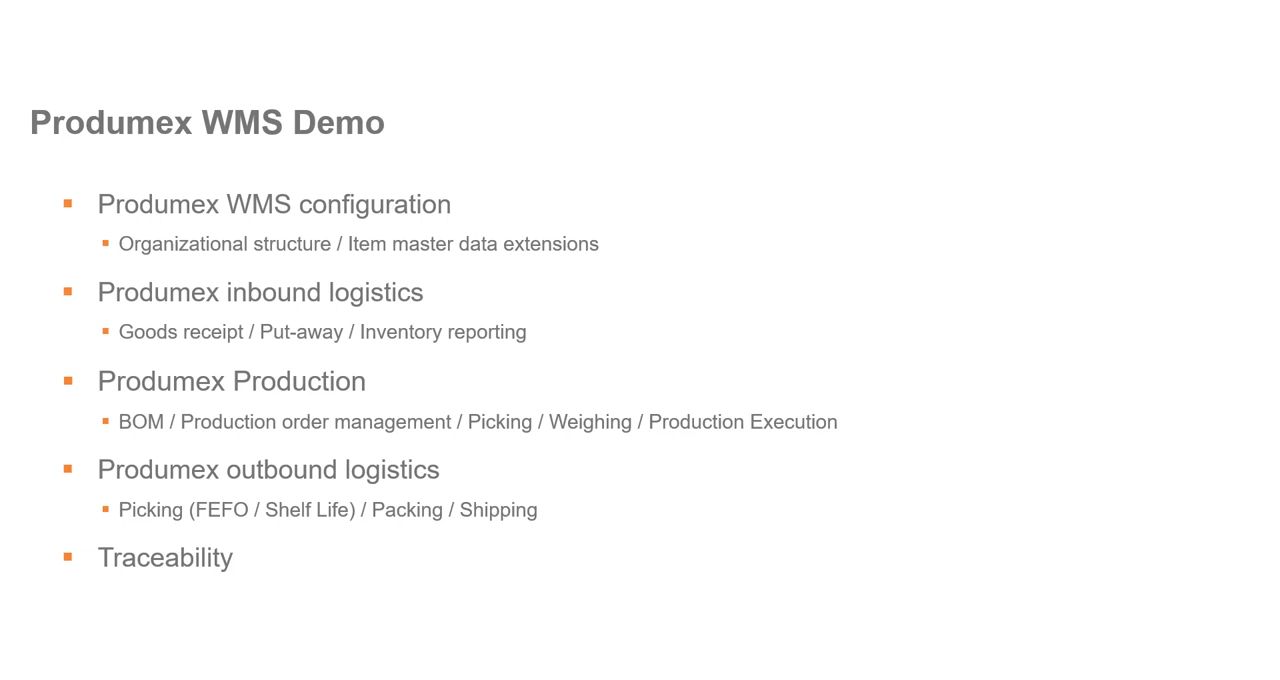 Produmex WMS Demo
Produmex WMS configuration
Organizational structure / Item master data extensions
Produmex inbound logistics
Goods receipt / Put-away / Inventory reporting
Produmex Production
BOM / Production order management / Picking / Weighing / Production Execution
Produmex outbound logistics
Picking (FEFO / Shelf Life) / Packing / Shipping
Traceability